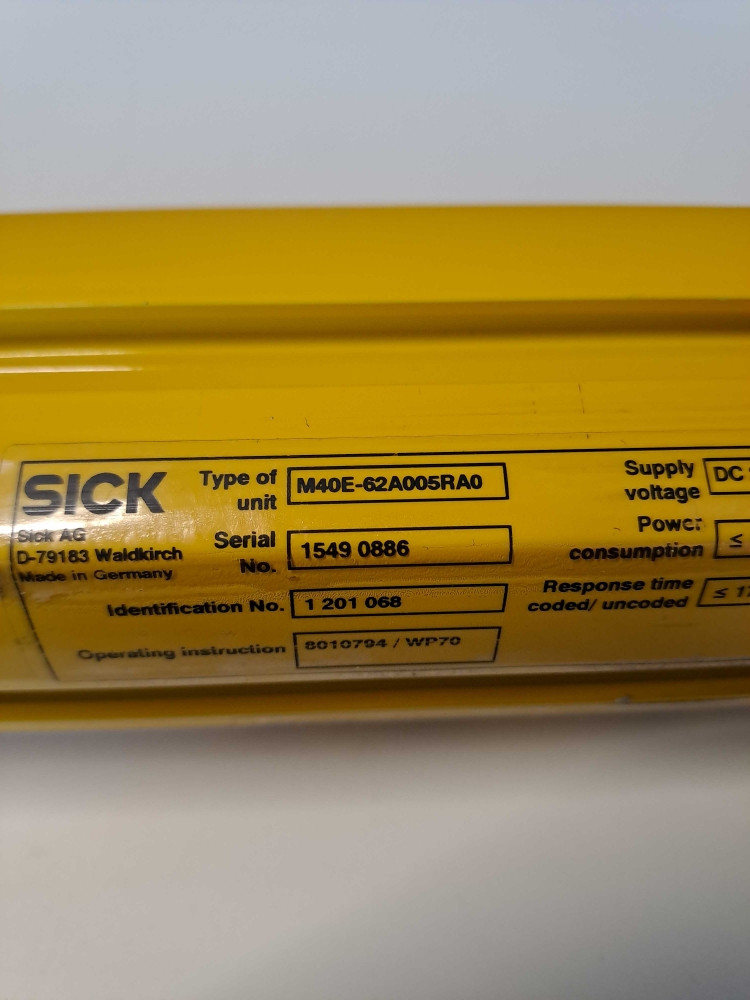 SICK
Sick AG
D-79183 Waldkirch
Made in Germany
Type of unit M40E-62A005RA0
Serial No. 1549 0886
Identification No. 1 201 068
Operating instruction 8010794 / WP70
Supply voltage DC
Power consumption ≤
Response time coded/ uncoded ≤